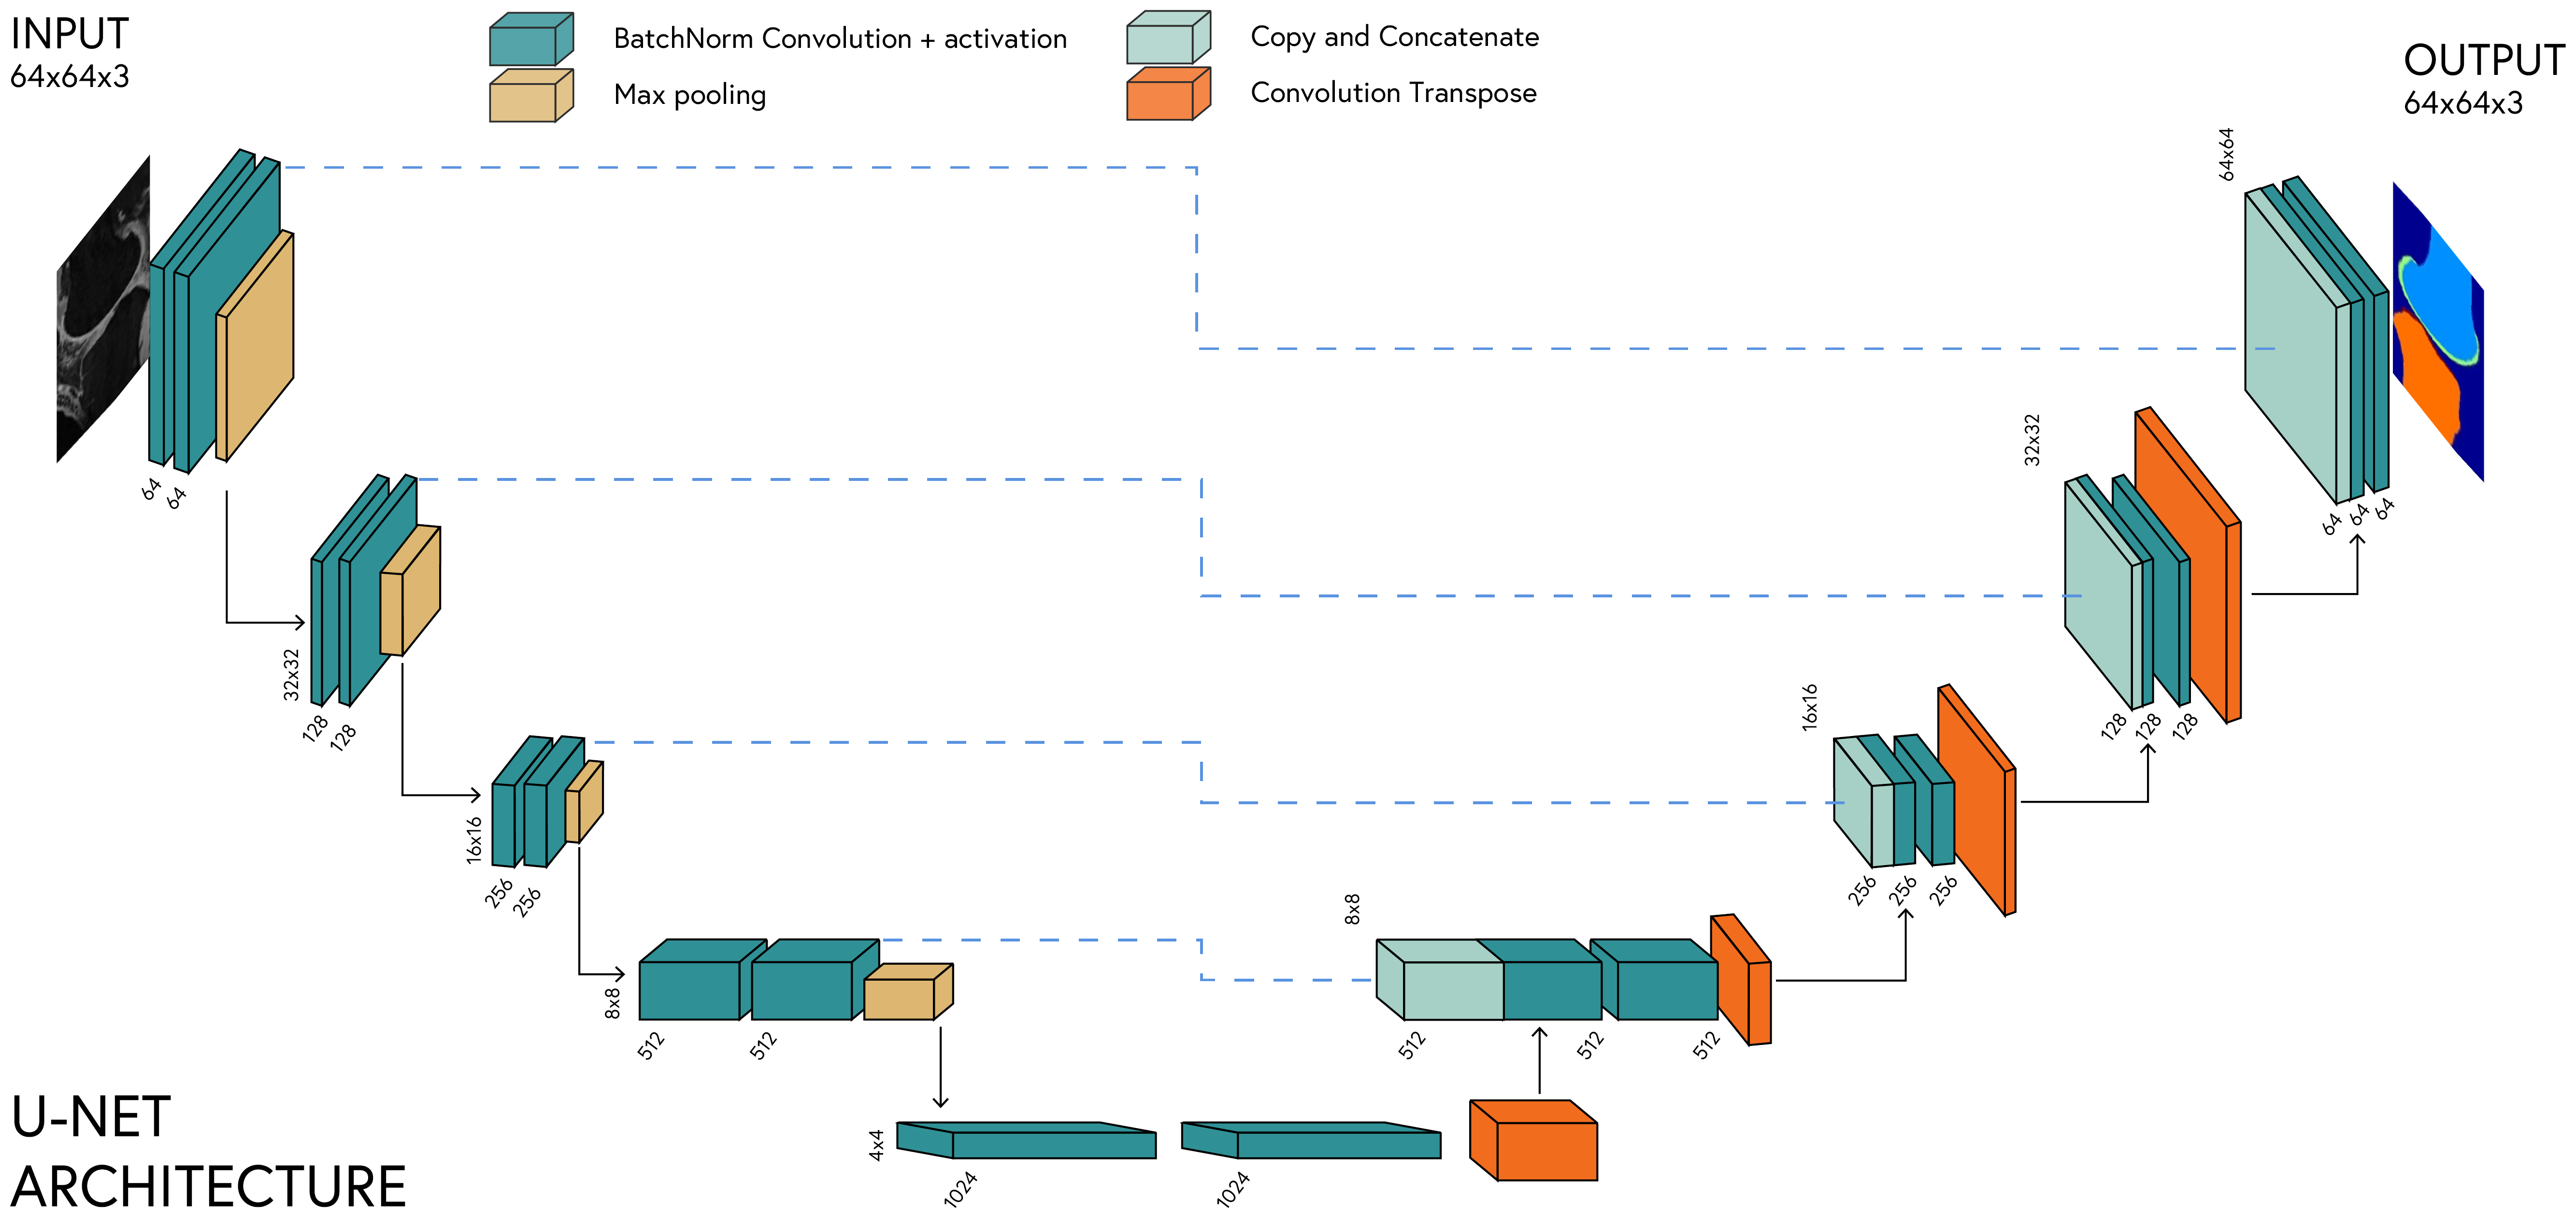 INPUT
64x64x3
BatchNorm Convolution + activation
Max pooling
Copy and Concatenate
Convolution Transpose
OUTPUT
64x64x3
64
64
32x32
128
128
16x16
256
256
8x8
512
512
4x4
1024
1024
8x8
512
512
512
16x16
256
256
256
32x32
128
128
128
64x64
64
64
64
U-NET
ARCHITECTURE